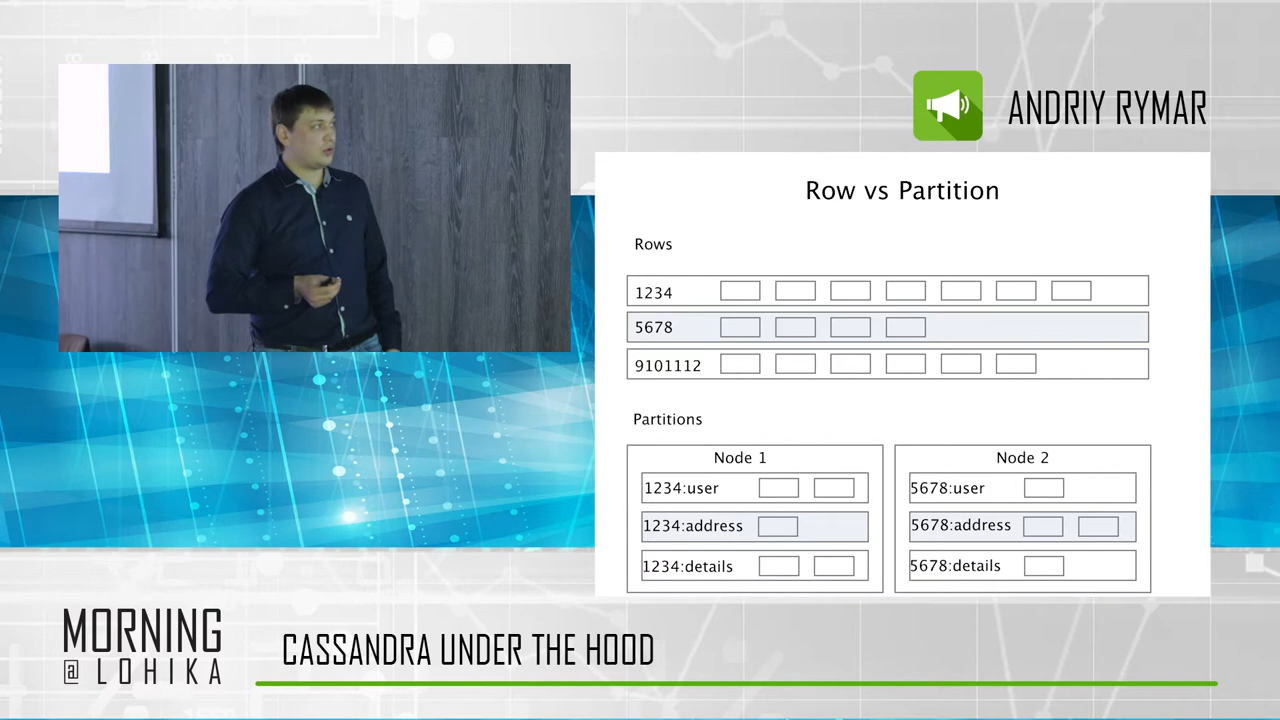 ANDRIY RYMAR
Row vs Partition
Rows
1234
5678
9101112
Partitions
Node 1
1234:user
1234:address
1234:details
Node 2
5678:user
5678:address
5678:details
MORNING
@ LOHIKA
CASSANDRA UNDER THE HOOD